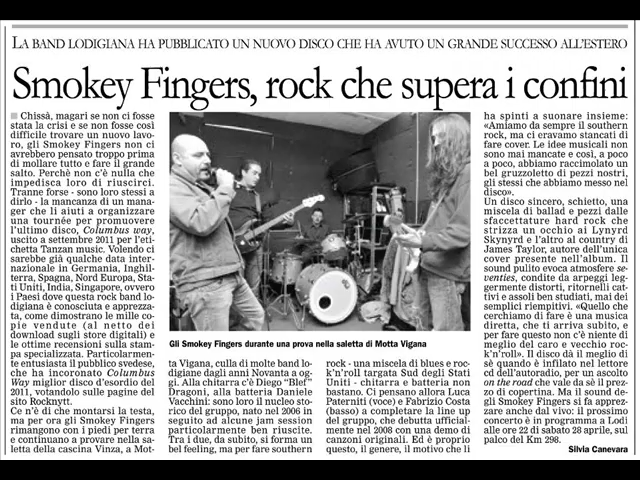 LA BAND LODIGIANA HA PUBBLICATO UN NUOVO DISCO CHE HA AVUTO UN GRANDE SUCCESSO ALL'ESTERO
Smokey Fingers, rock che supera i confini
Chissà, magari se non ci fosse
stata la crisi e se non fosse così
difficile trovare un nuovo lavo-
ro, gli Smokey Fingers non ci
avrebbero pensato troppo prima
di mollare tutto e fare il grande
salto. Perchè non c'è nulla che
impedisca loro di riuscirci.
Tranne forse - sono loro stessi a
dirlo - la mancanza di un mana-
ger che li aiuti a organizzare
una tournée per promuovere
l'ultimo disco, Columbus way,
uscito a settembre 2011 per l'eti-
chetta Tanzan music. Volendo ci
sarebbe già qualche data inter-
nazionale in Germania, Inghil-
terra, Spagna, Nord Europa, Sta-
ti Uniti, India, Singapore, ovvero
i Paesi dove questa rock band lo-
digiana è conosciuta e apprezza-
ta, come dimostrano le mille co-
pie vendute (al netto dei
download sugli store digitali) e
le ottime recensioni sulla stam-
pa specializzata. Particolarmen-
te entusiasta il pubblico svedese,
che ha incoronato Columbus
Way miglior disco d'esordio del
2011, votandolo sulle pagine del
sito Rocknytt.
Ce n'è di che montarsi la testa,
ma per ora gli Smokey Fingers
rimangono con i piedi per terra
e continuano a provare nella sa-
letta della cascina Vinza, a Mot-
Gli Smokey Fingers durante una prova nella saletta di Motta Vigana
ta Vigana, culla di molte band lo-
digiane dagli anni Novanta a og-
gi. Alla chitarra c'è Diego "Blef"
Dragoni, alla batteria Daniele
Vacchini: sono loro il nucleo sto-
rico del gruppo, nato nel 2006 in
seguito ad alcune jam session
particolarmente ben riuscite.
Tra i due, da subito, si forma un
bel feeling, ma per fare southern
rock - una miscela di blues e rock-
k'n'roll targata Sud degli Stati
Uniti - chitarra e batteria non
bastano. Ci pensano allora Luca
Paterniti (voce) e Fabrizio Costa
(basso) a completare la line up
del gruppo, che debutta ufficial-
mente nel 2008 con una demo di
canzoni originali. Ed è proprio
questo, il genere, il motivo che li
ha spinti a suonare insieme:
«Amiamo da sempre il southern
rock, ma ci eravamo stancati di
fare cover. Le idee musicali non
sono mai mancate e così, a poco
a poco, abbiamo raccimolato un
bel gruzzoletto di pezzi nostri,
gli stessi che abbiamo messo nel
disco».
Un disco sincero, schietto, una
miscela di ballad e pezzi dalle
sfaccettature hard rock che
strizza un occhio ai Lynyrd
Skynyrd e l'altro al country di
James Taylor, autore dell'unica
cover presente nell'album. Il
sound pulito evoca atmosfere se-
venties, condite da arpeggi leg-
germente distorti, ritornelli cat-
tivi e assoli ben studiati, mai dei
semplici riempitivi. «Quello che
cerchiamo di fare è una musica
diretta, che ti arriva subito, e
per fare questo non c'è niente di
meglio del caro e vecchio roc-
k'n'roll». Il disco dà il meglio di
sè quando è infilato nel lettore
cd dell'autoradio, per un ascolto
on the road che vale da sè il prez-
zo di copertina. Ma il sound de-
gli Smokey Fingers si fa apprez-
zare anche dal vivo: il prossimo
concerto è in programma a Lodi
alle ore 22 di sabato 28 aprile, sul
palco del Km 298.
Silvia Canevara